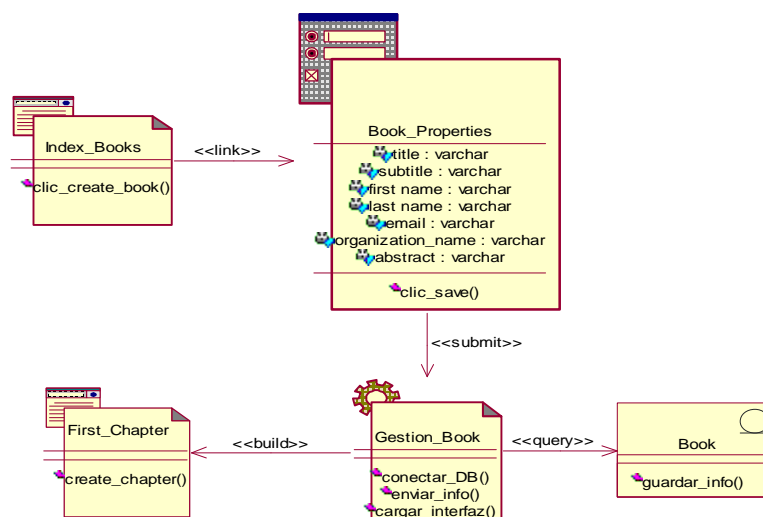 Book_Properties
title : varchar
subtitle : varchar
first name : varchar
last name : varchar
email : varchar
organization_name : varchar
abstract : varchar
clic_save()
Index_Books
clic_create_book()
<<link>>
<<submit>>
First_Chapter
create_chapter()
<<build>>
Gestion_Book
conectar_DB()
enviar_info()
cargar_interfaz()
<<query>>
Book
guardar_info()